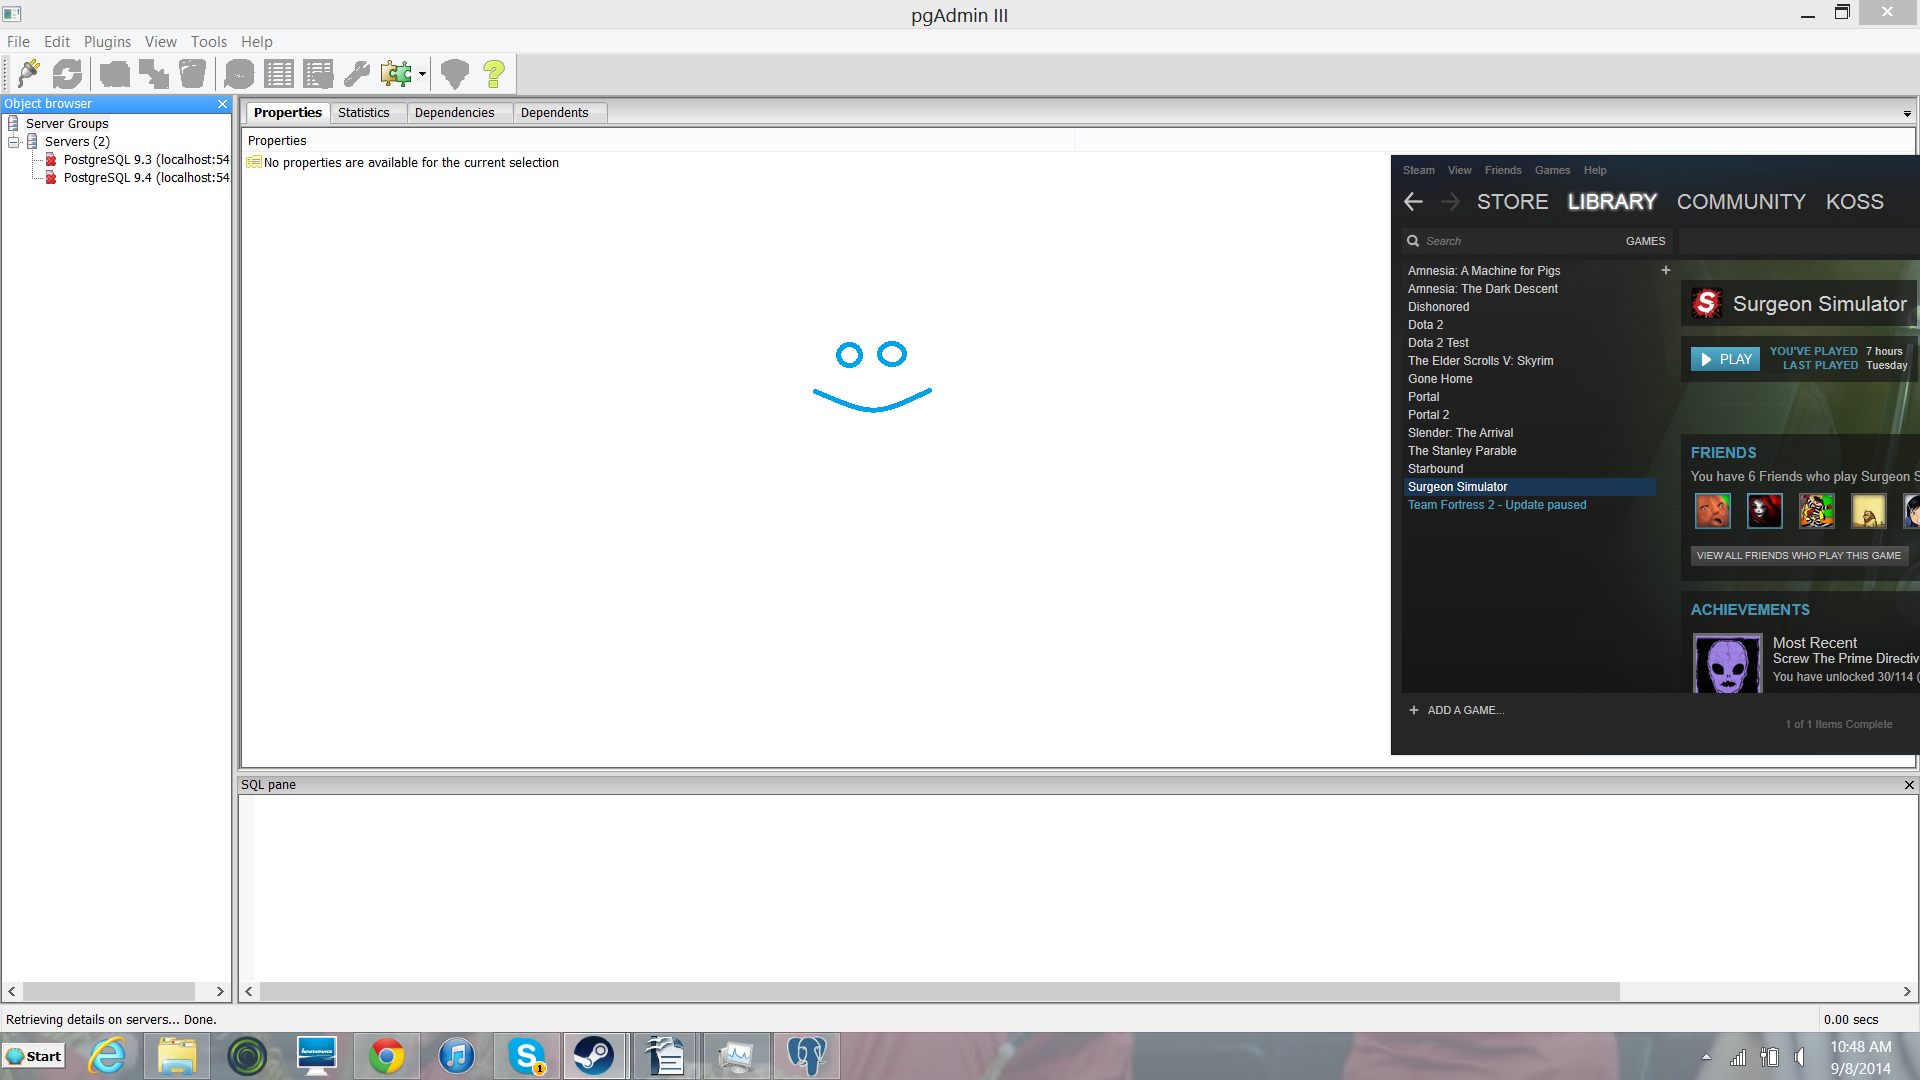 pgAdmin III
File Edit Plugins View Tools Help
Object browser
Server Groups
Servers (2)
PostgreSQL 9.3 (localhost:54
PostgreSQL 9.4 (localhost:54
Properties Statistics Dependencies Dependents
Properties
No properties are available for the current selection
Steam View Friends Games Help
STORE LIBRARY COMMUNITY KOSS
Search GAMES
Amnesia: A Machine for Pigs
Amnesia: The Dark Descent
Dishonored
Dota 2
Dota 2 Test
The Elder Scrolls V: Skyrim
Gone Home
Portal
Portal 2
Slender: The Arrival
The Stanley Parable
Starbound
Surgeon Simulator
Team Fortress 2 - Update paused
+ ADD A GAME...
S Surgeon Simulator
PLAY
YOU'VE PLAYED 7 hours
LAST PLAYED Tuesday
FRIENDS
You have 6 Friends who play Surgeon S
VIEW ALL FRIENDS WHO PLAY THIS GAME
ACHIEVEMENTS
Most Recent
Screw The Prime Directiv
You have unlocked 30/114 (
1 of 1 Items Complete
SQL pane
Retrieving details on servers... Done.
0.00 secs
Start
lenovo
S 1
10:48 AM
9/8/2014